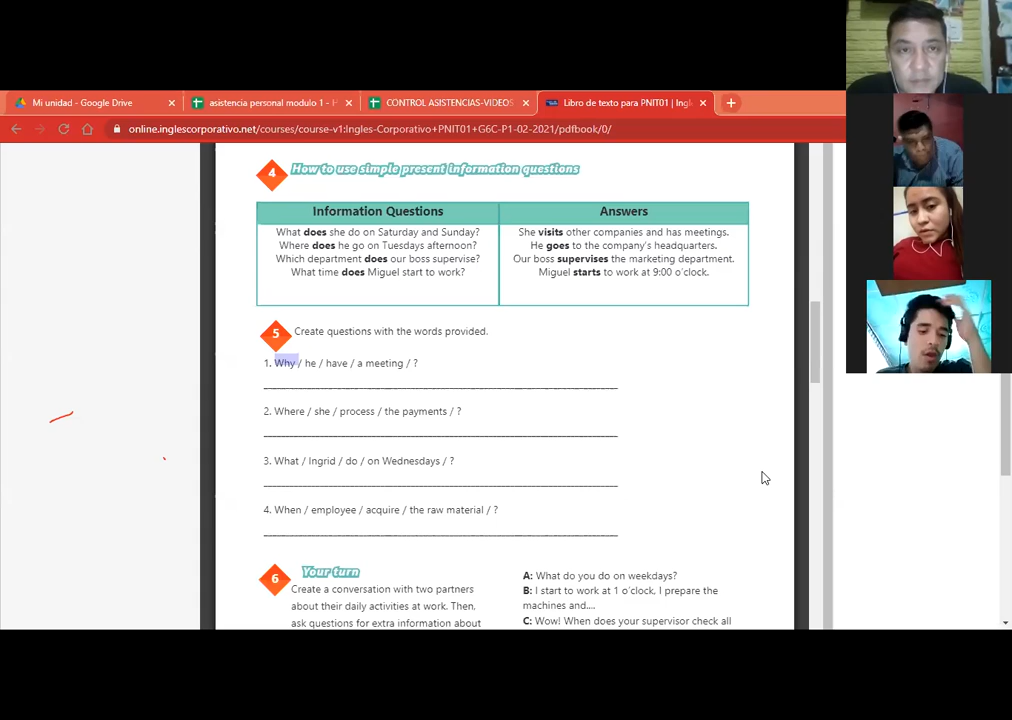 Mi unidad - Google Drive
asistencia personal modulo 1 - H
CONTROL ASISTENCIAS-VIDEOS
Libro de texto para PNIT01 | Ingl
online.inglescorporativo.net/courses/course-v1:Ingles-Corporativo+PNIT01+G6C-P1-02-2021/pdfbook/0/
4 How to use simple present information questions
Information Questions
Answers
What does she do on Saturday and Sunday?
She visits other companies and has meetings.
Where does he go on Tuesdays afternoon?
He goes to the company's headquarters.
Which department does our boss supervise?
Our boss supervises the marketing department.
What time does Miguel start to work?
Miguel starts to work at 9:00 o'clock.
5 Create questions with the words provided.
1. Why / he / have / a meeting / ?
2. Where / she / process / the payments / ?
3. What / Ingrid / do / on Wednesdays / ?
4. When / employee / acquire / the raw material / ?
6 Your turn
Create a conversation with two partners
about their daily activities at work. Then,
ask questions for extra information about
A: What do you do on weekdays?
B: I start to work at 1 o'clock, I prepare the
machines and....
C: Wow! When does your supervisor check all